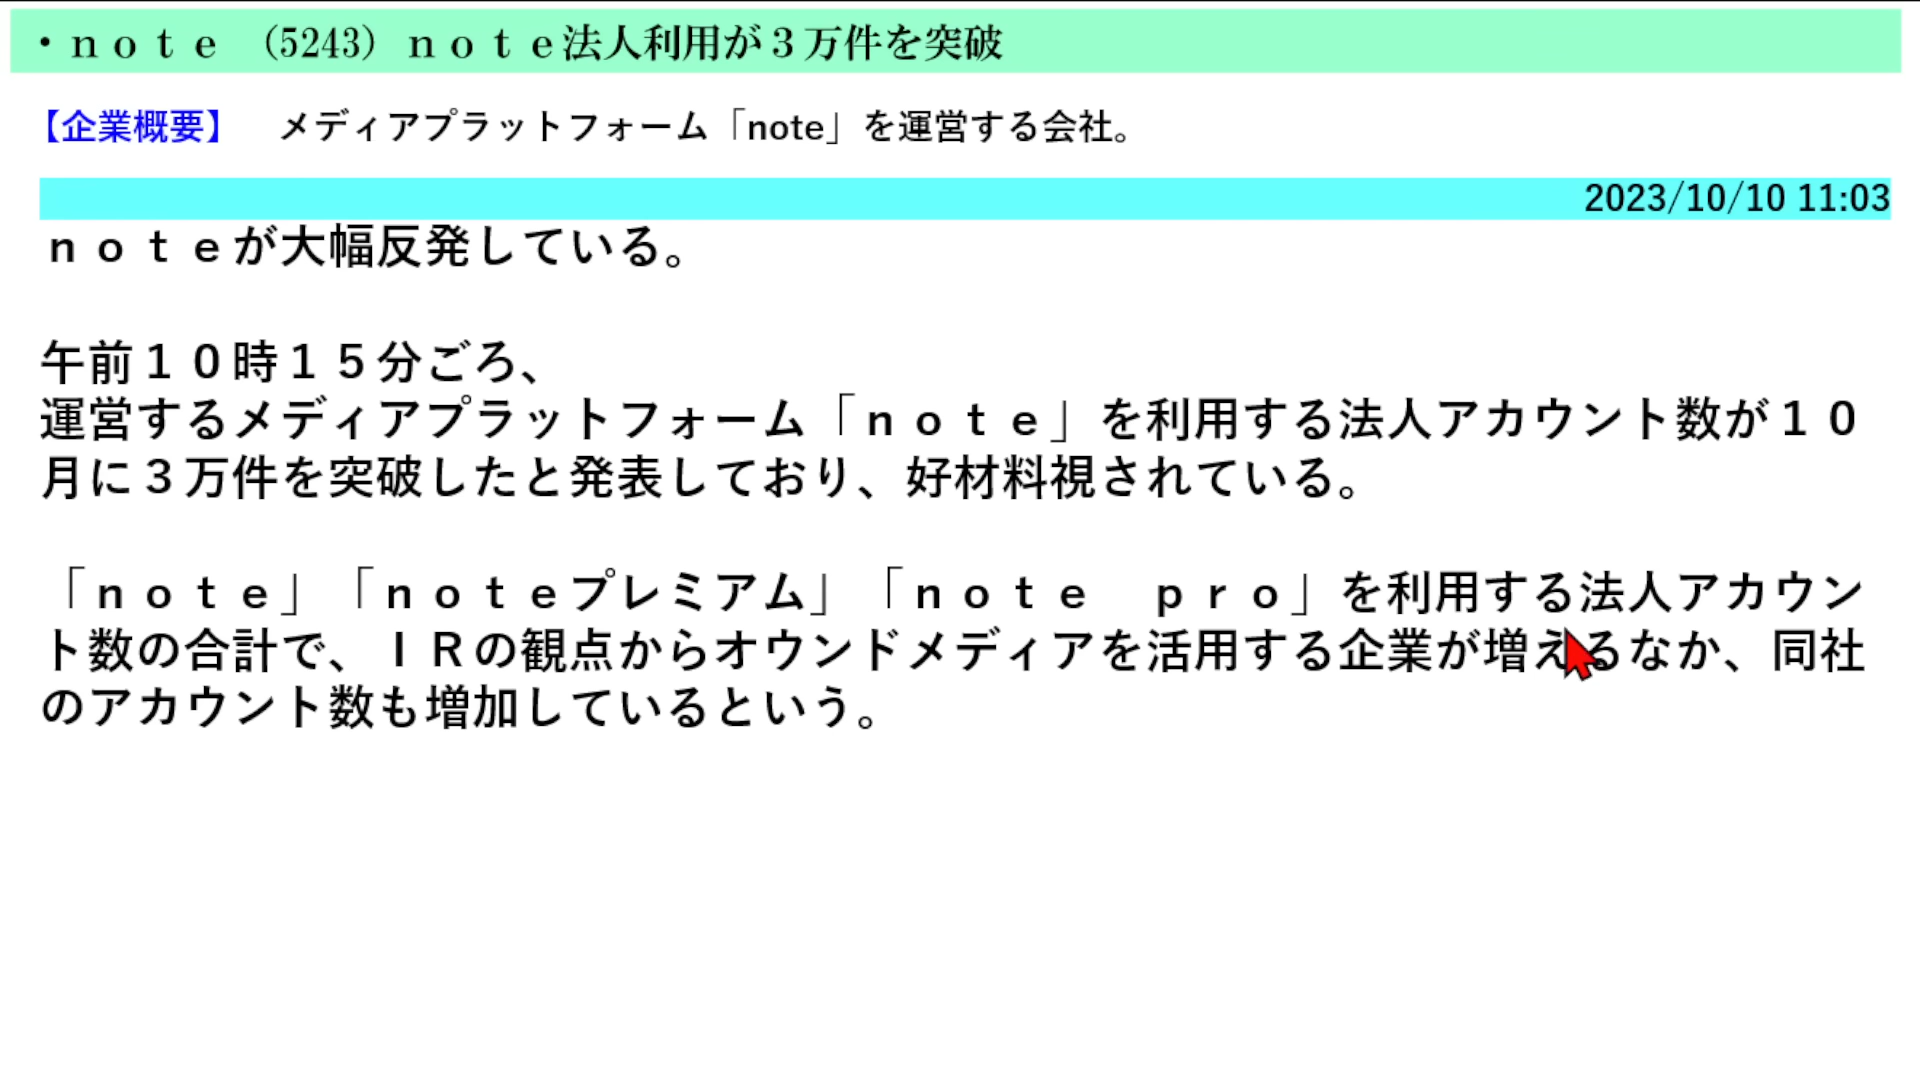 ・ｎｏｔｅ （5243）ｎｏｔｅ法人利用が３万件を突破
【企業概要】　メディアプラットフォーム「note」を運営する会社。
2023/10/10 11:03
ｎｏｔｅが大幅反発している。
午前１０時１５分ごろ、
運営するメディアプラットフォーム「ｎｏｔｅ」を利用する法人アカウント数が１０
月に３万件を突破したと発表しており、好材料視されている。
「ｎｏｔｅ」「ｎｏｔｅプレミアム」「ｎｏｔｅ　ｐｒｏ」を利用する法人アカウン
ト数の合計で、ＩＲの観点からオウンドメディアを活用する企業が増えるなか、同社
のアカウント数も増加しているという。